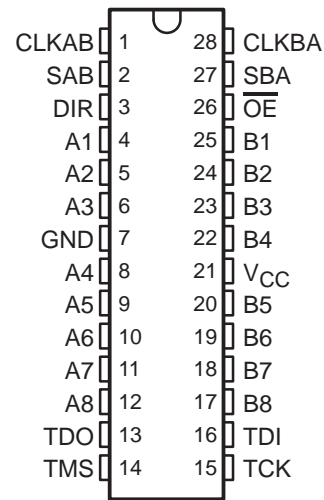 CLKAB 1 28 CLKBA
SAB 2 27 SBA
DIR 3 26 O̅E̅
A1 4 25 B1
A2 5 24 B2
A3 6 23 B3
GND 7 22 B4
A4 8 21 VCC
A5 9 20 B5
A6 10 19 B6
A7 11 18 B7
A8 12 17 B8
TDO 13 16 TDI
TMS 14 15 TCK